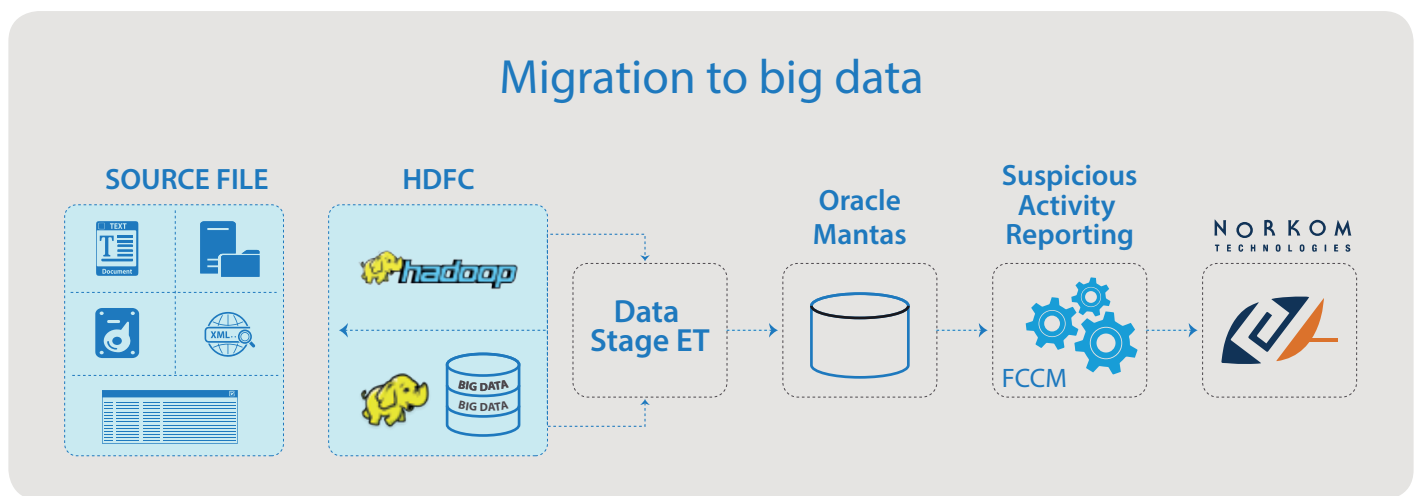 Migration to big data
SOURCE FILE
TEXT
T
Document
XML...
HDFC
hadoop
BIG DATA
BIG DATA
Data
Stage ET
Oracle
Mantas
Suspicious
Activity
Reporting
FCCM
NORKOM
TECHNOLOGIES